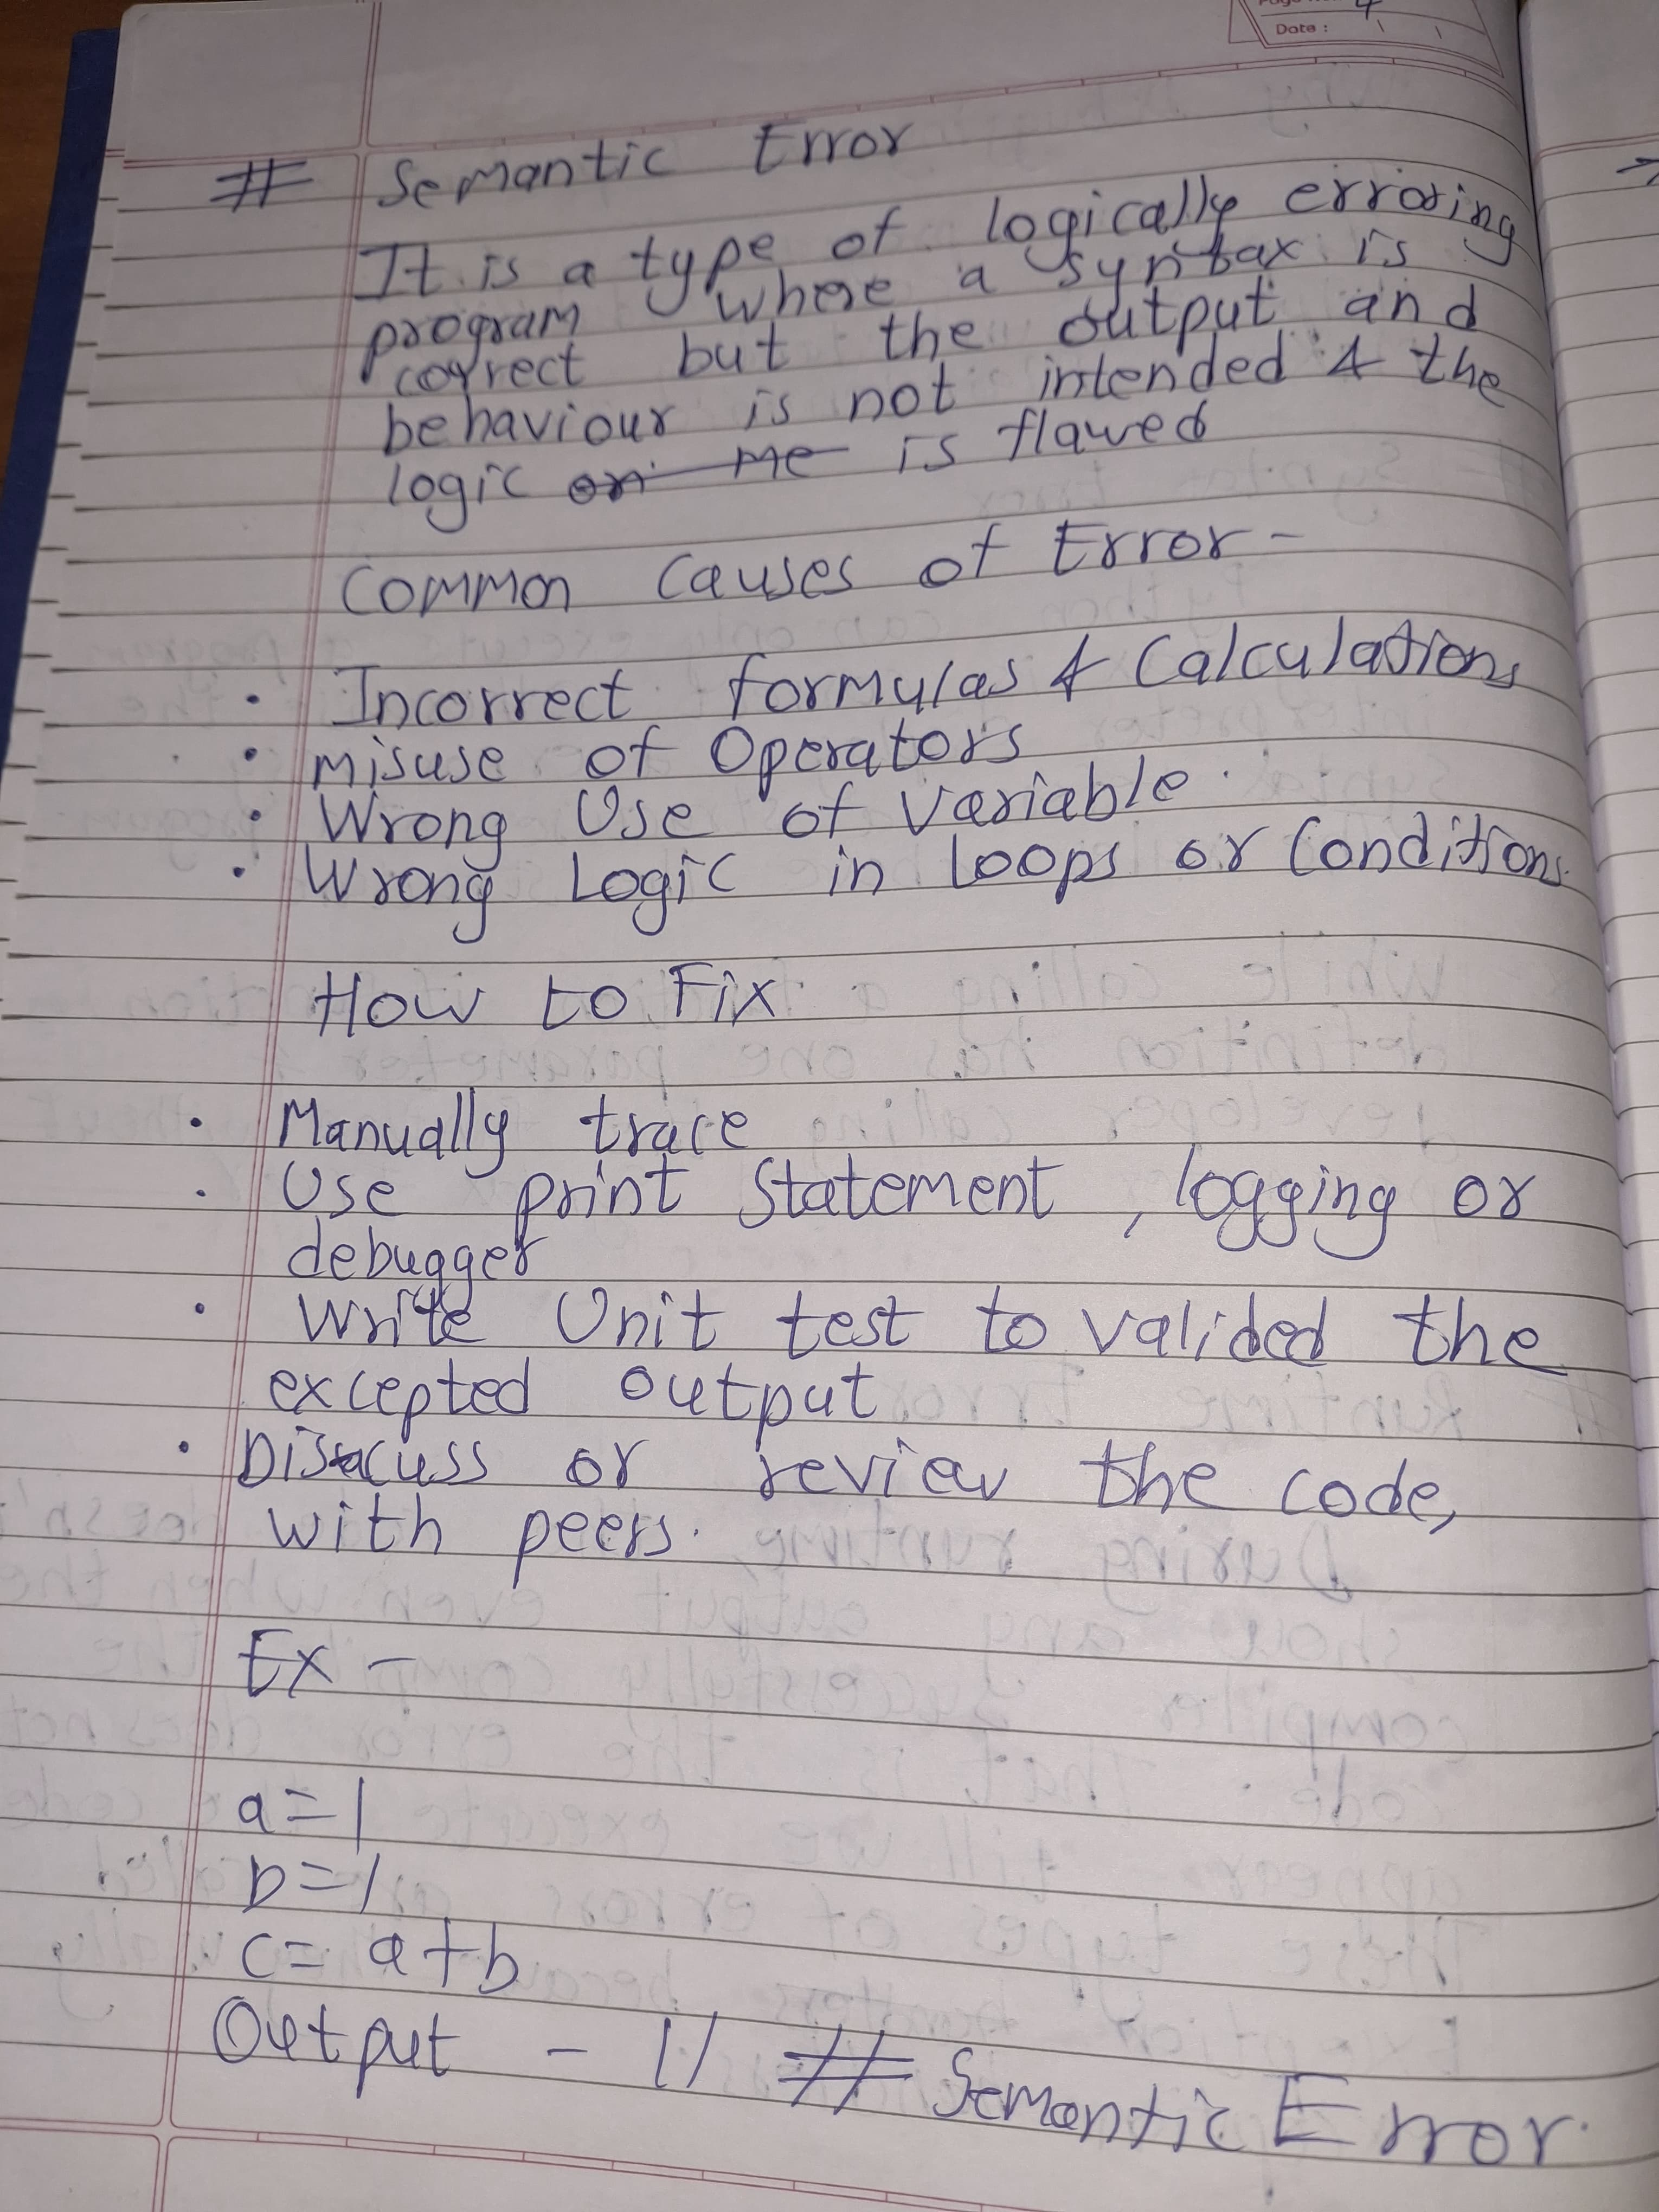 Date :
# Semantic Error
It is a type of logically erroring
program where a syntax is
correct but the output and
behaviour is not intended & the
logic is flawed
Common Causes of Error -
• Incorrect formulas & Calculations
• Misuse of Operators
• Wrong Use of Variable.
• Wrong Logic in Loops or Conditions.
How to Fix
• Manually trace
• Use print Statement, logging or
debugger
• Write Unit test to valided the
excepted output
• Discuss or review the code,
with peers.
Ex -
a = 1
b = 1
c = a + b
Output - 11 # Semantic Error.